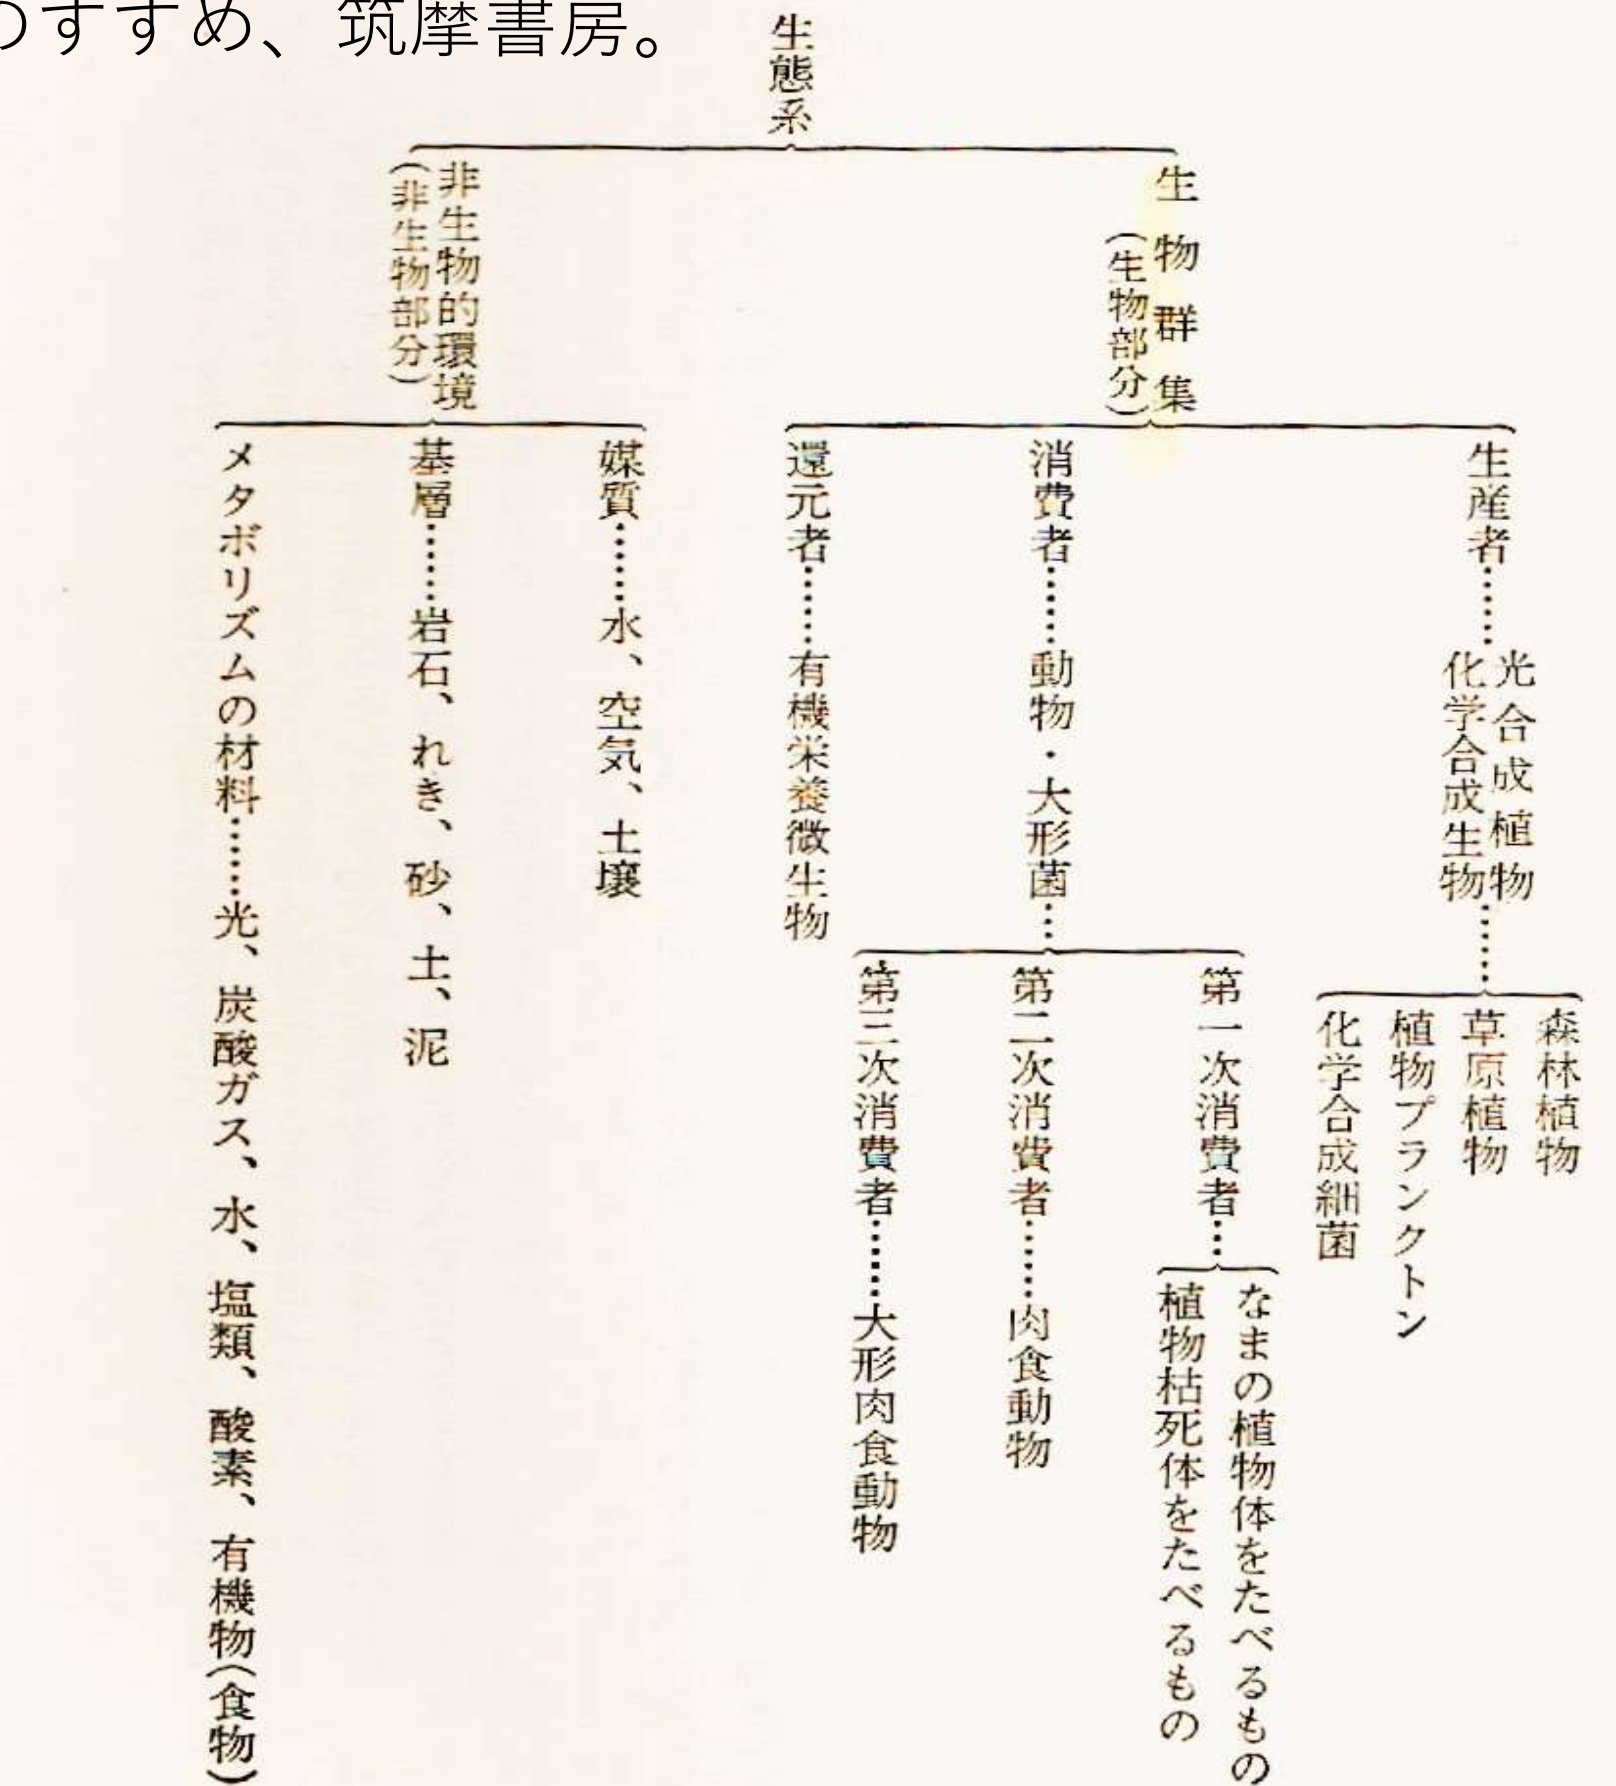 のすすめ、筑摩書房。
生態系
生物群集
(生物部分)
生産者……光合成植物
化学合成生物……
森林植物
草原植物
植物プランクトン
化学合成細菌
消費者……動物・大形菌……
第一次消費者……
なまの植物体をたべるもの
植物枯死体をたべるもの
第二次消費者……肉食動物
第三次消費者……大形肉食動物
還元者……有機栄養微生物
非生物的環境
(非生物部分)
媒質……水、空気、土壌
基層……岩石、れき、砂、土、泥
メタボリズムの材料……光、炭酸ガス、水、塩類、酸素、有機物(食物)